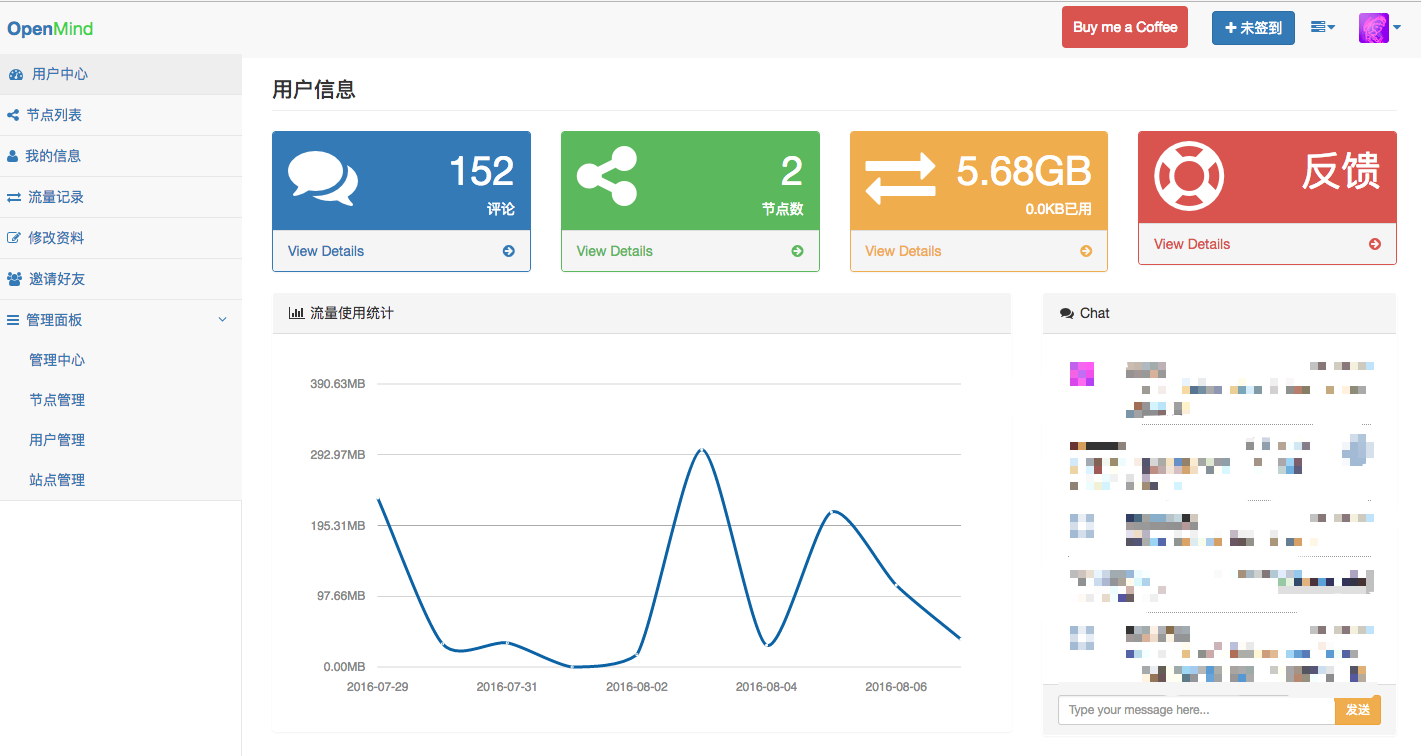 OpenMind
Buy me a Coffee
未签到
用户中心
节点列表
我的信息
流量记录
修改资料
邀请好友
管理面板
管理中心
节点管理
用户管理
站点管理
用户信息
152
评论
View Details
2
节点数
View Details
5.68GB
0.0KB已用
View Details
反馈
View Details
流量使用统计
390.63MB
292.97MB
195.31MB
97.66MB
0.00MB
2016-07-29
2016-07-31
2016-08-02
2016-08-04
2016-08-06
Chat
Type your message here...
发送